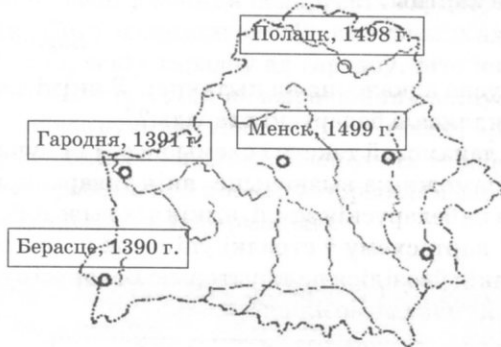 Полацк, 1498 г.
Менск, 1499 г.
Гародня, 1391 г.
Берасце, 1390 г.